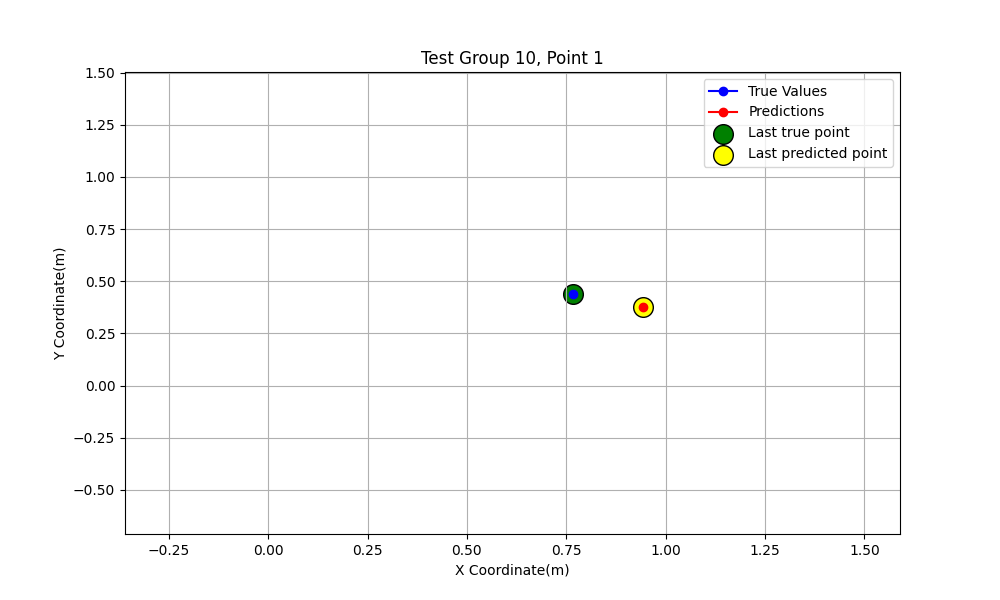 Test Group 10, Point 1
True Values
Predictions
Last true point
Last predicted point
1.50
1.25
1.00
0.75
0.50
0.25
0.00
−0.25
−0.50
Y Coordinate(m)
−0.25
0.00
0.25
0.50
0.75
1.00
1.25
1.50
X Coordinate(m)